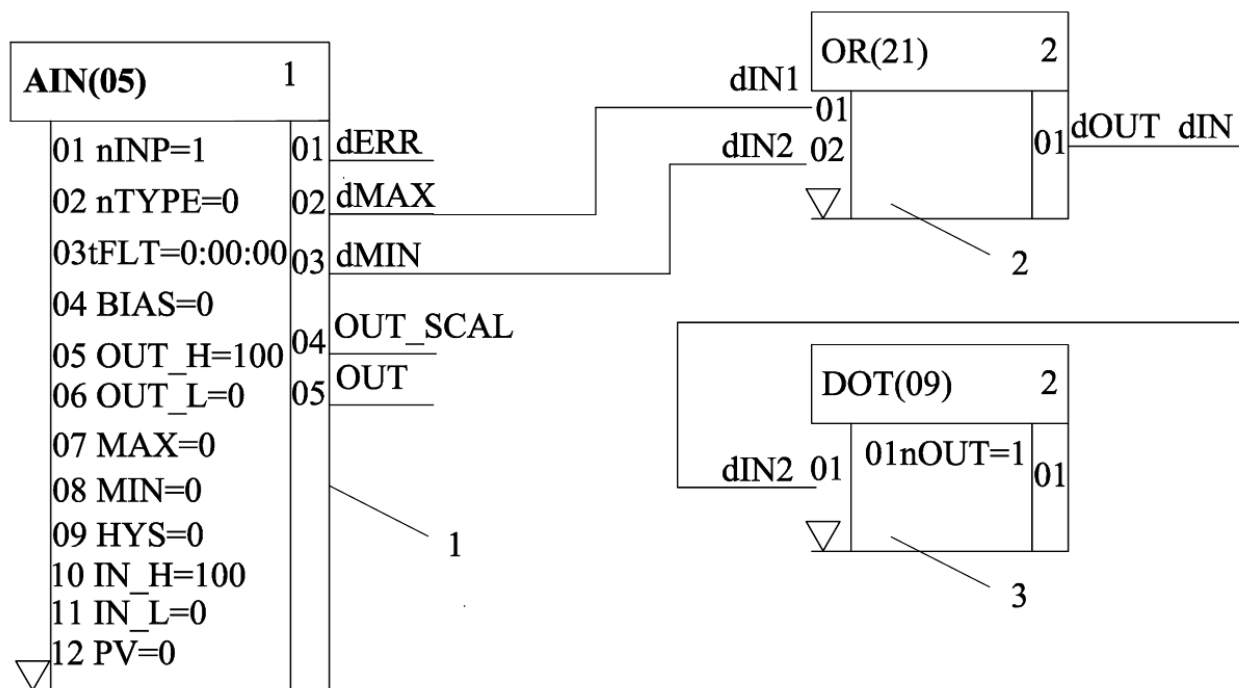 AIN(05) 1
01 nINP=1
02 nTYPE=0
03tFLT=0:00:00
04 BIAS=0
05 OUT_H=100
06 OUT_L=0
07 MAX=0
08 MIN=0
09 HYS=0
10 IN_H=100
11 IN_L=0
12 PV=0
01 dERR
02 dMAX
03 dMIN
04 OUT_SCAL
05 OUT
1
OR(21) 2
dIN1 01
dIN2 02
01 dOUT dIN
2
DOT(09) 2
dIN2 01 01nOUT=1 01
3